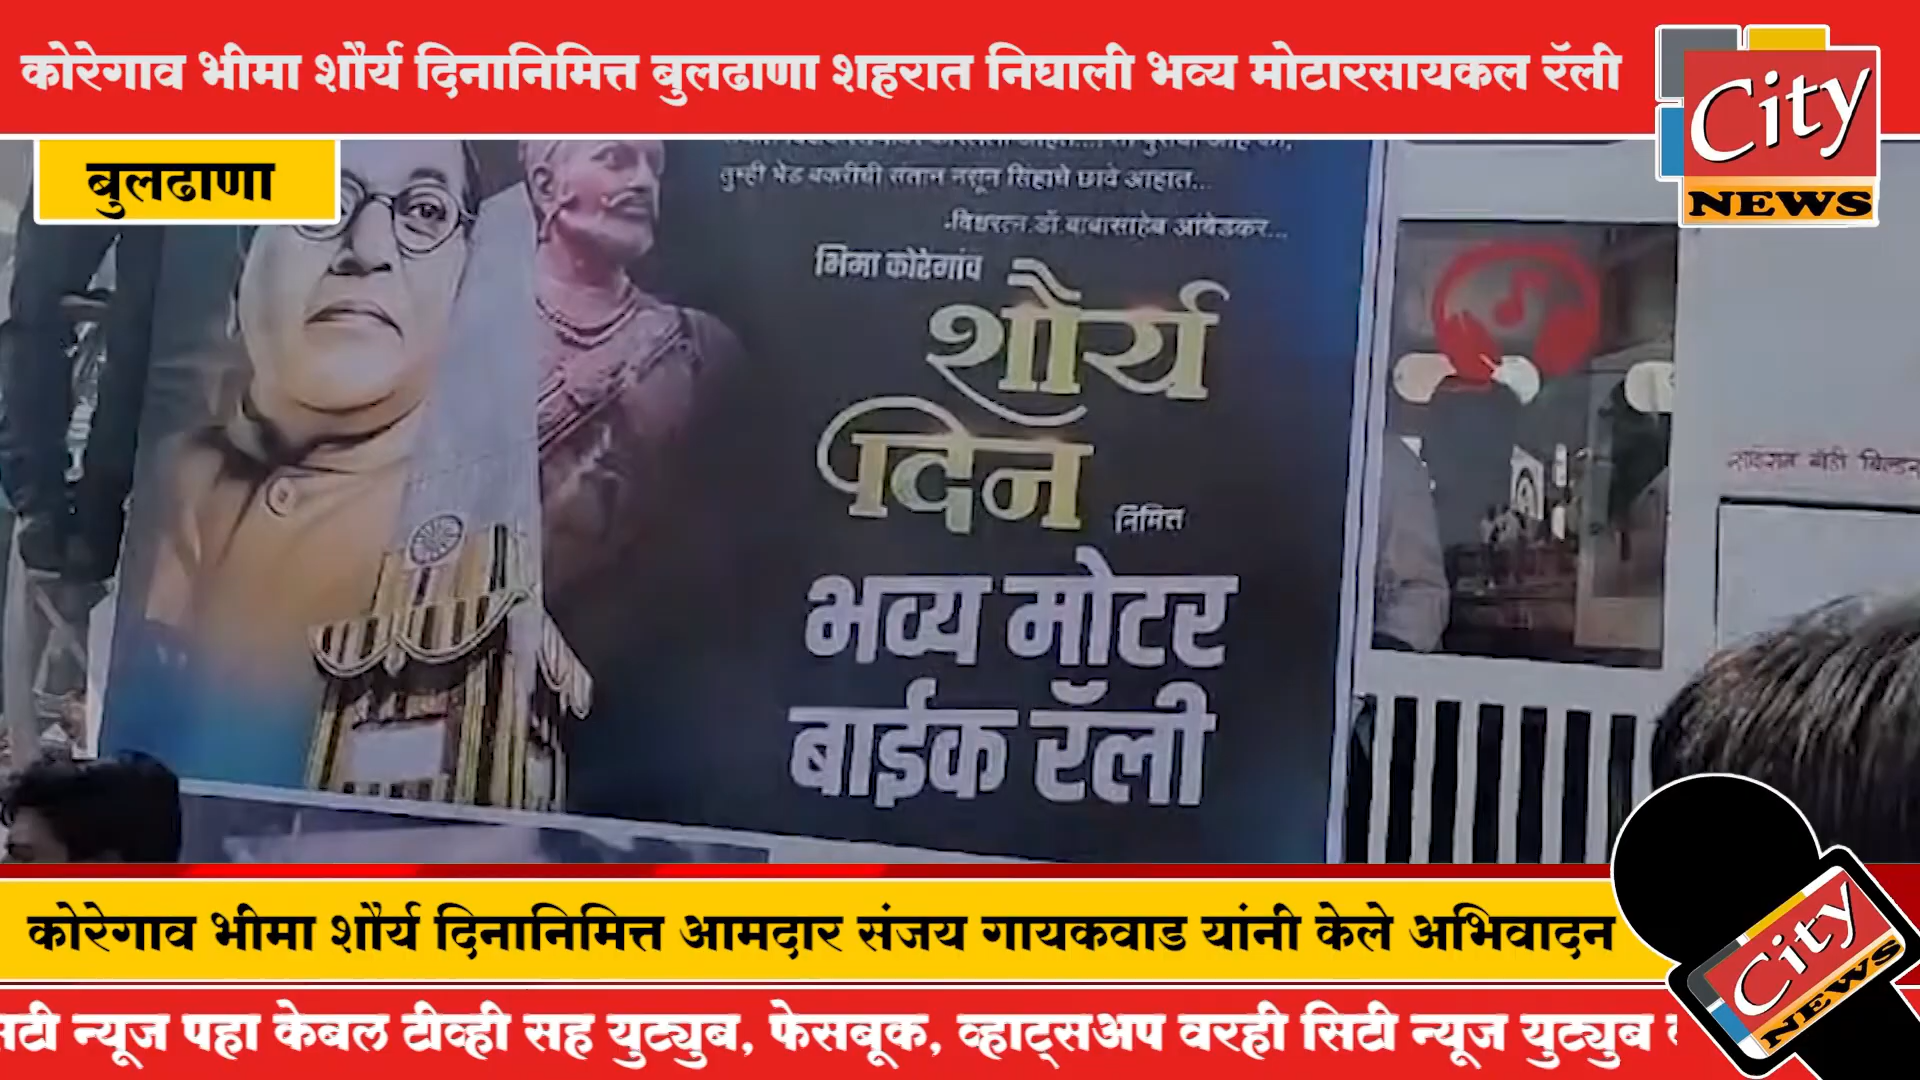 कोरेगाव भीमा शौर्य दिनानिमित्त बुलढाणा शहरात निघाली भव्य मोटारसायकल रॅली
City
NEWS
बुलढाणा
तुम्ही भेड बकरींची संतान नसून सिंहाचे छावे आहात...
-विश्वरत्न डॉ बाबासाहेब आंबेडकर...
भिमा कोरेगांव
शौर्य
दिन
निमित्त
भव्य मोटर
बाईक रॅली
कोरेगाव भीमा शौर्य दिनानिमित्त आमदार संजय गायकवाड यांनी केले अभिवादन
City
NEWS
न्यूज पहा केबल टीव्ही सह युट्युब, फेसबूक, व्हाट्सअप वरही सिटी न्यूज युट्युब